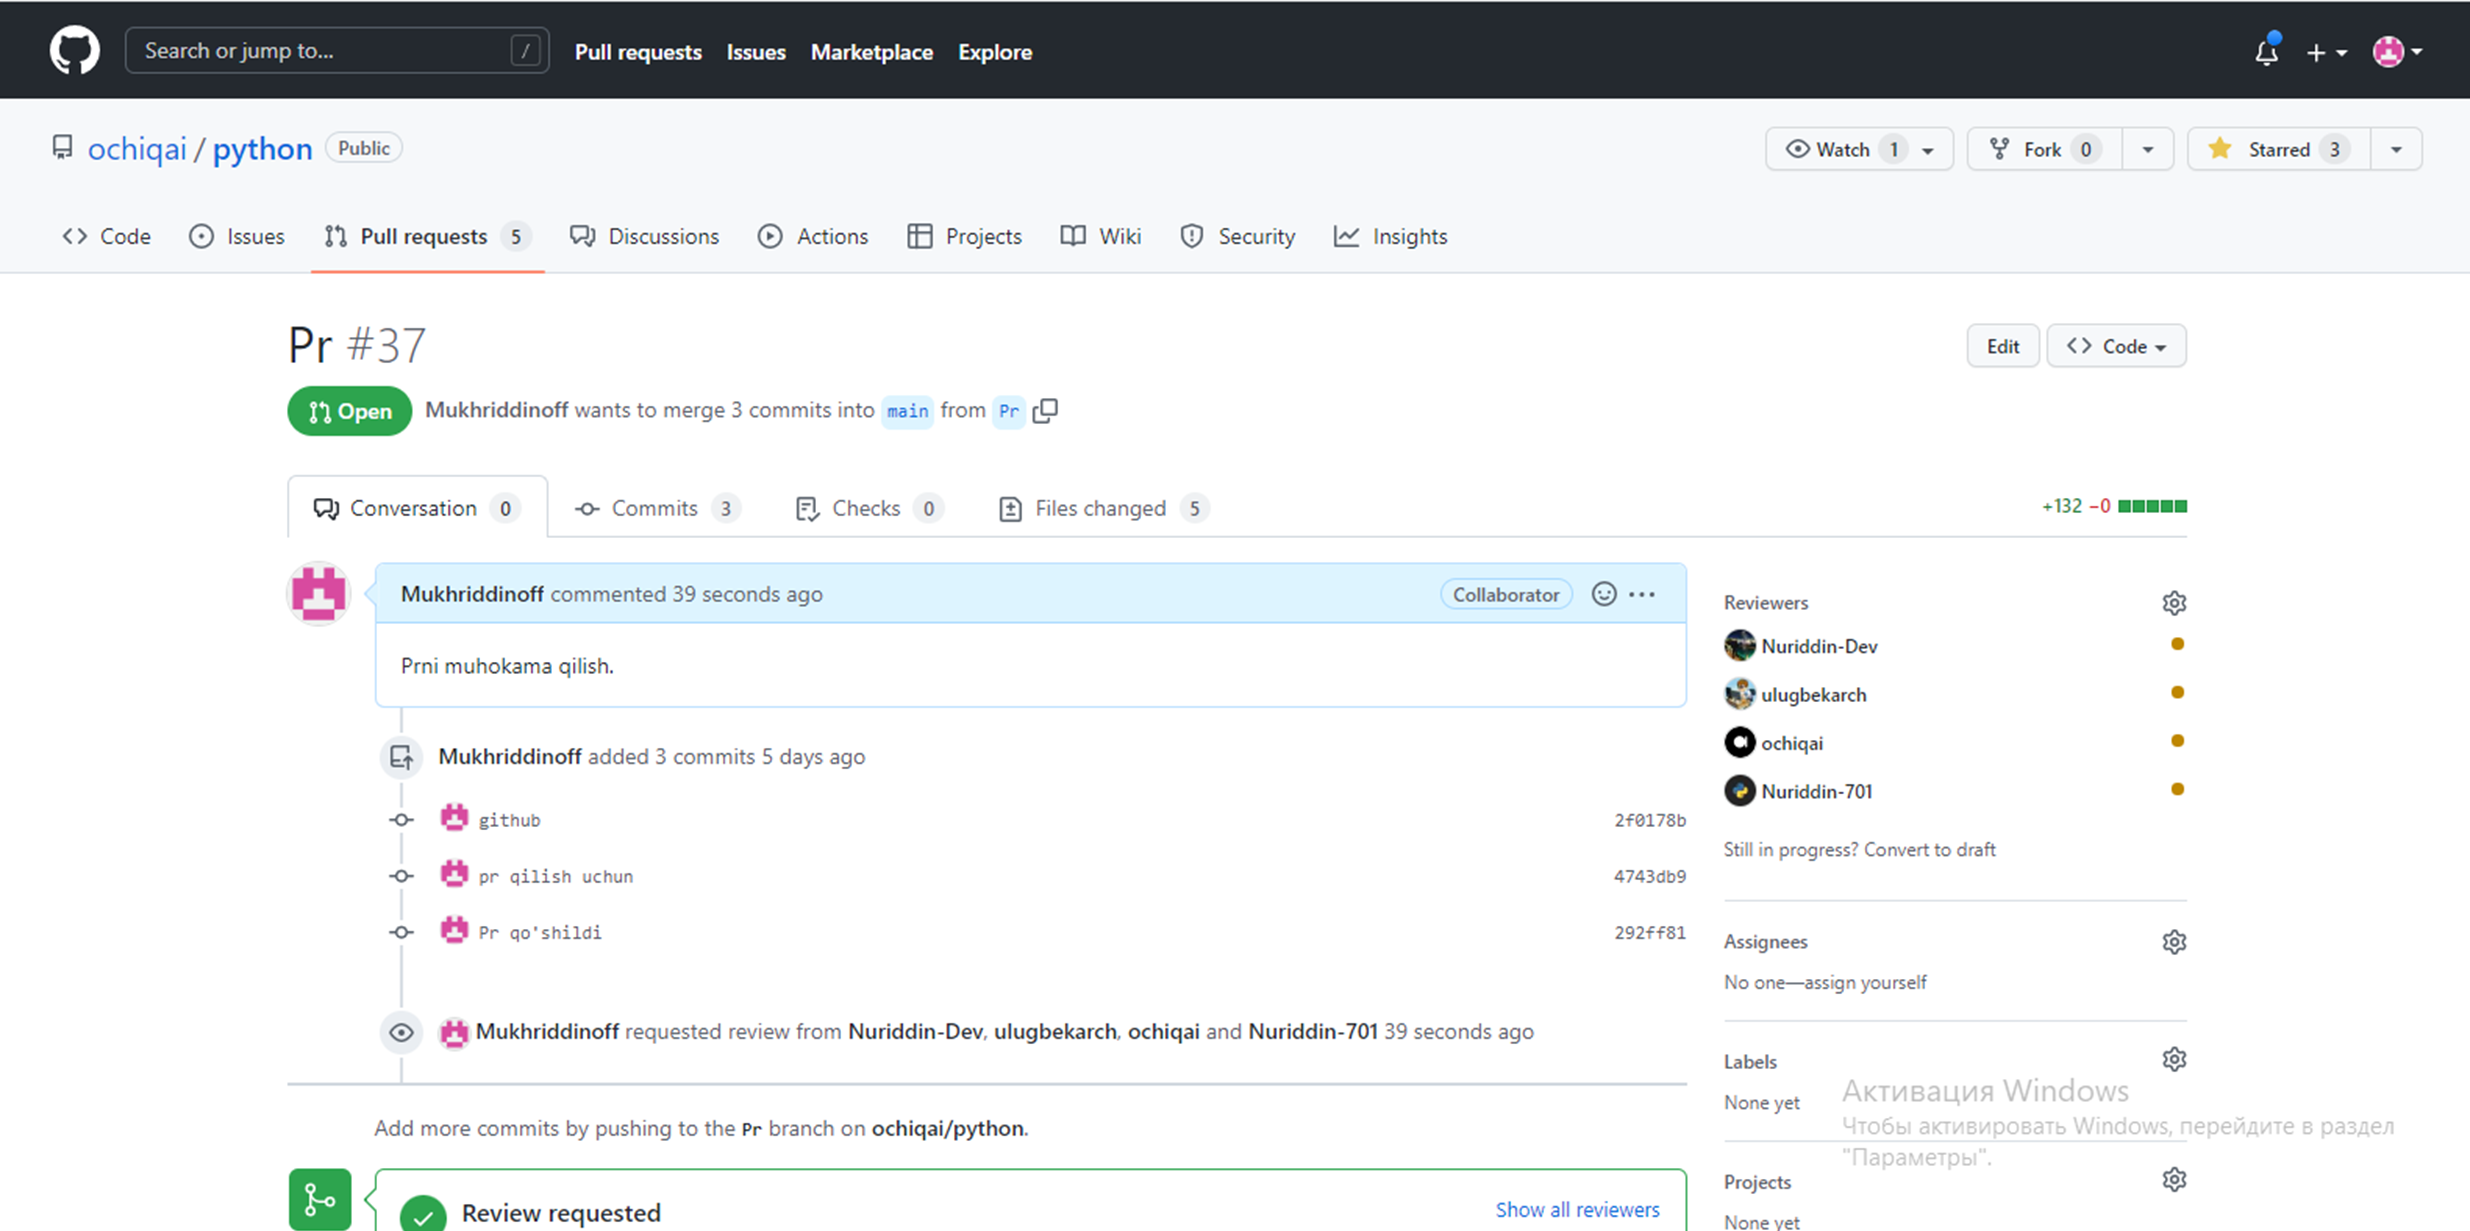 Search or jump to... /
Pull requests Issues Marketplace Explore
ochiqai / python Public
Watch 1 Fork 0 Starred 3
Code Issues Pull requests 5 Discussions Actions Projects Wiki Security Insights
Pr #37
Edit Code
Open Mukhriddinoff wants to merge 3 commits into main from Pr
Conversation 0 Commits 3 Checks 0 Files changed 5
+132 −0
Mukhriddinoff commented 39 seconds ago Collaborator
Prni muhokama qilish.
Mukhriddinoff added 3 commits 5 days ago
github 2f0178b
pr qilish uchun 4743db9
Pr qo'shildi 292ff81
Mukhriddinoff requested review from Nuriddin-Dev, ulugbekarch, ochiqai and Nuriddin-701 39 seconds ago
Add more commits by pushing to the Pr branch on ochiqai/python.
Review requested Show all reviewers
Reviewers
Nuriddin-Dev
ulugbekarch
ochiqai
Nuriddin-701
Still in progress? Convert to draft
Assignees
No one—assign yourself
Labels
None yet
Projects
None yet
Активация Windows
Чтобы активировать Windows, перейдите в раздел
"Параметры".